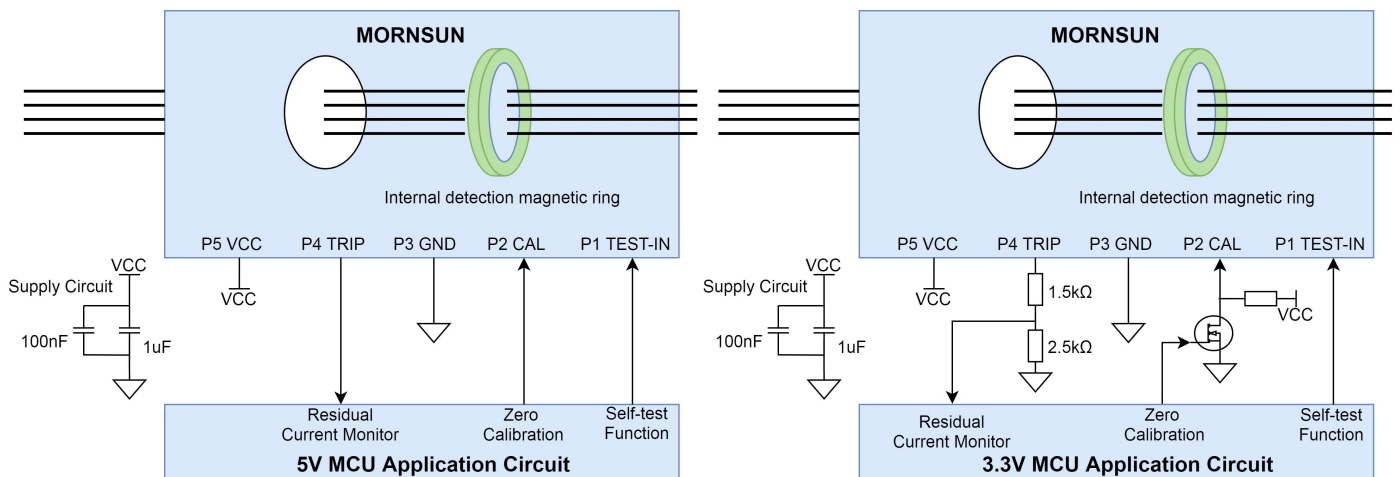 MORNSUN
Internal detection magnetic ring
P5 VCC
P4 TRIP
P3 GND
P2 CAL
P1 TEST-IN
VCC
Supply Circuit
VCC
100nF
1uF
Residual
Current Monitor
Zero
Calibration
Self-test
Function
5V MCU Application Circuit
MORNSUN
Internal detection magnetic ring
P5 VCC
P4 TRIP
P3 GND
P2 CAL
P1 TEST-IN
VCC
Supply Circuit
VCC
1.5kΩ
VCC
100nF
1uF
2.5kΩ
Residual
Current Monitor
Zero
Calibration
Self-test
Function
3.3V MCU Application Circuit